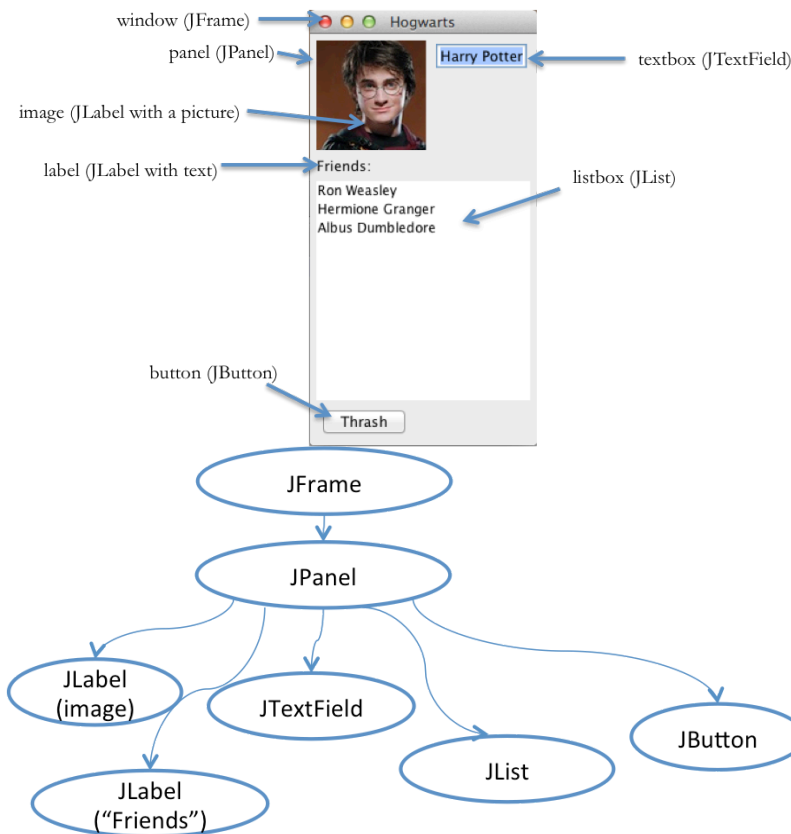 window (JFrame)
Hogwarts
panel (JPanel)
Harry Potter
textbox (JTextField)
image (JLabel with a picture)
label (JLabel with text)
Friends:
listbox (JList)
Ron Weasley
Hermione Granger
Albus Dumbledore
button (JButton)
Thrash
JFrame
JPanel
JLabel
(image)
JTextField
JButton
JList
JLabel
(“Friends”)